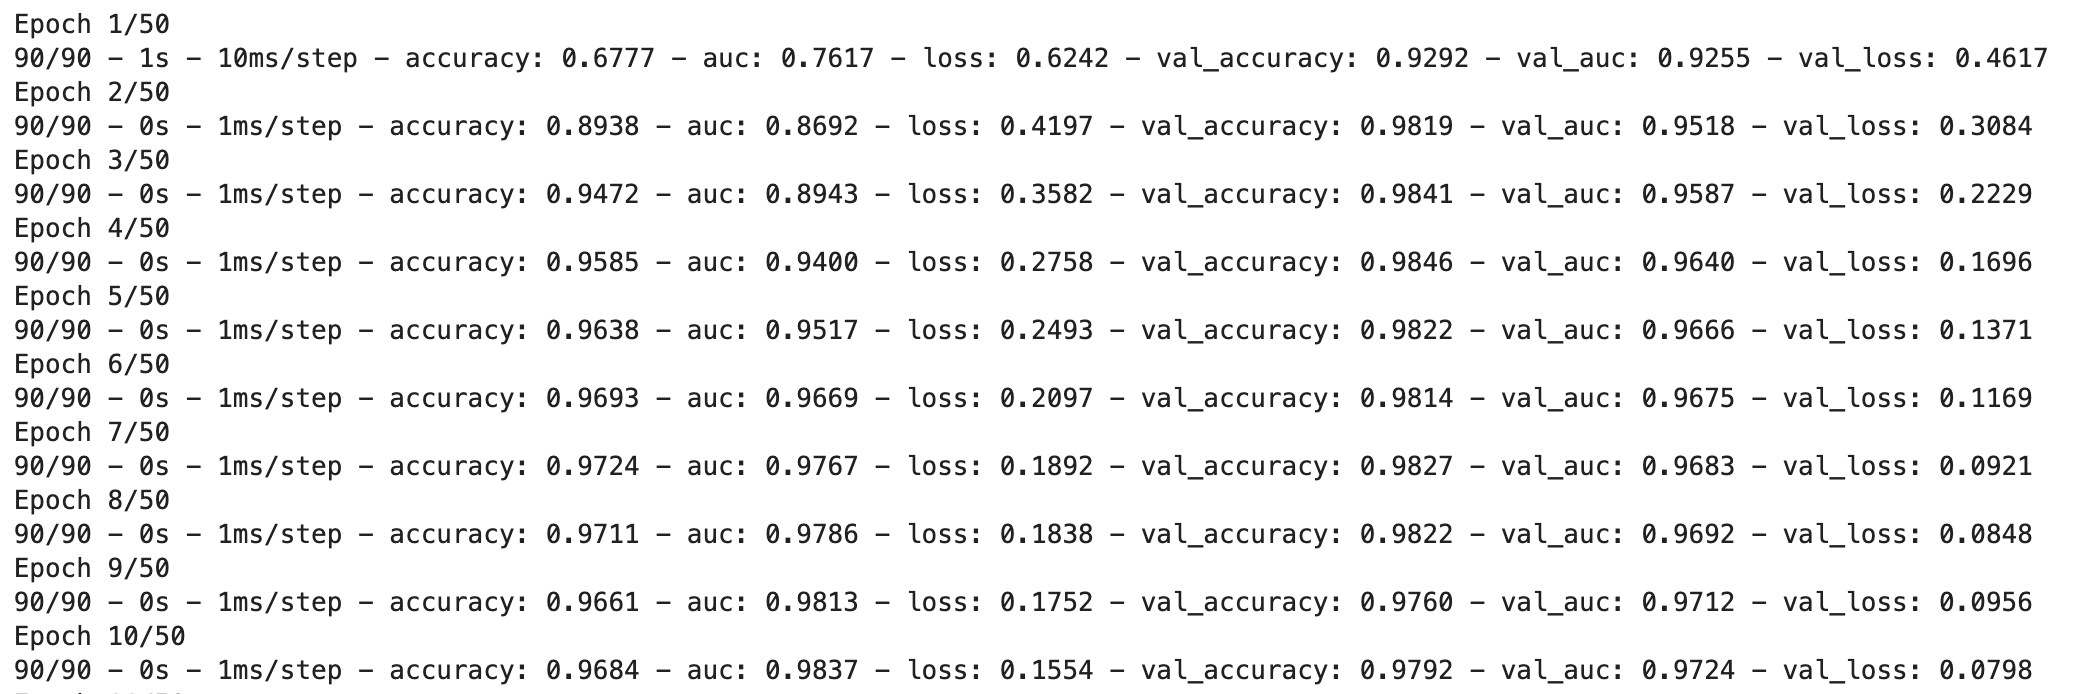 Epoch 1/50
90/90 – 1s – 10ms/step – accuracy: 0.6777 – auc: 0.7617 – loss: 0.6242 – val_accuracy: 0.9292 – val_auc: 0.9255 – val_loss: 0.4617
Epoch 2/50
90/90 – 0s – 1ms/step – accuracy: 0.8938 – auc: 0.8692 – loss: 0.4197 – val_accuracy: 0.9819 – val_auc: 0.9518 – val_loss: 0.3084
Epoch 3/50
90/90 – 0s – 1ms/step – accuracy: 0.9472 – auc: 0.8943 – loss: 0.3582 – val_accuracy: 0.9841 – val_auc: 0.9587 – val_loss: 0.2229
Epoch 4/50
90/90 – 0s – 1ms/step – accuracy: 0.9585 – auc: 0.9400 – loss: 0.2758 – val_accuracy: 0.9846 – val_auc: 0.9640 – val_loss: 0.1696
Epoch 5/50
90/90 – 0s – 1ms/step – accuracy: 0.9638 – auc: 0.9517 – loss: 0.2493 – val_accuracy: 0.9822 – val_auc: 0.9666 – val_loss: 0.1371
Epoch 6/50
90/90 – 0s – 1ms/step – accuracy: 0.9693 – auc: 0.9669 – loss: 0.2097 – val_accuracy: 0.9814 – val_auc: 0.9675 – val_loss: 0.1169
Epoch 7/50
90/90 – 0s – 1ms/step – accuracy: 0.9724 – auc: 0.9767 – loss: 0.1892 – val_accuracy: 0.9827 – val_auc: 0.9683 – val_loss: 0.0921
Epoch 8/50
90/90 – 0s – 1ms/step – accuracy: 0.9711 – auc: 0.9786 – loss: 0.1838 – val_accuracy: 0.9822 – val_auc: 0.9692 – val_loss: 0.0848
Epoch 9/50
90/90 – 0s – 1ms/step – accuracy: 0.9661 – auc: 0.9813 – loss: 0.1752 – val_accuracy: 0.9760 – val_auc: 0.9712 – val_loss: 0.0956
Epoch 10/50
90/90 – 0s – 1ms/step – accuracy: 0.9684 – auc: 0.9837 – loss: 0.1554 – val_accuracy: 0.9792 – val_auc: 0.9724 – val_loss: 0.0798